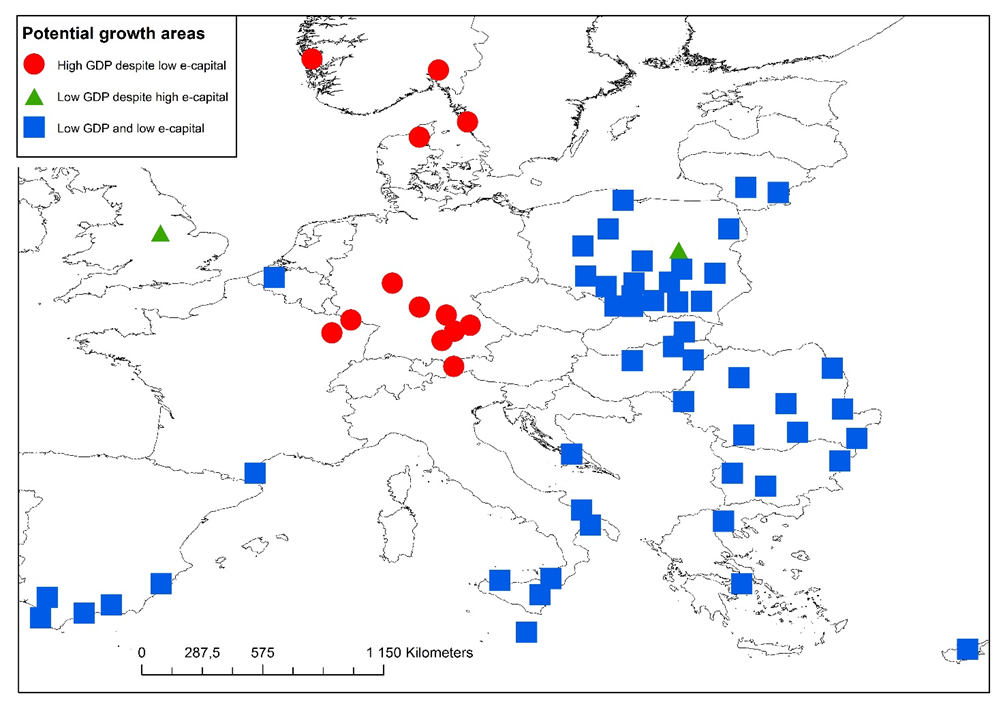 Potential growth areas
High GDP despite low e-capital
Low GDP despite high e-capital
Low GDP and low e-capital
0 287,5 575 1 150 Kilometers